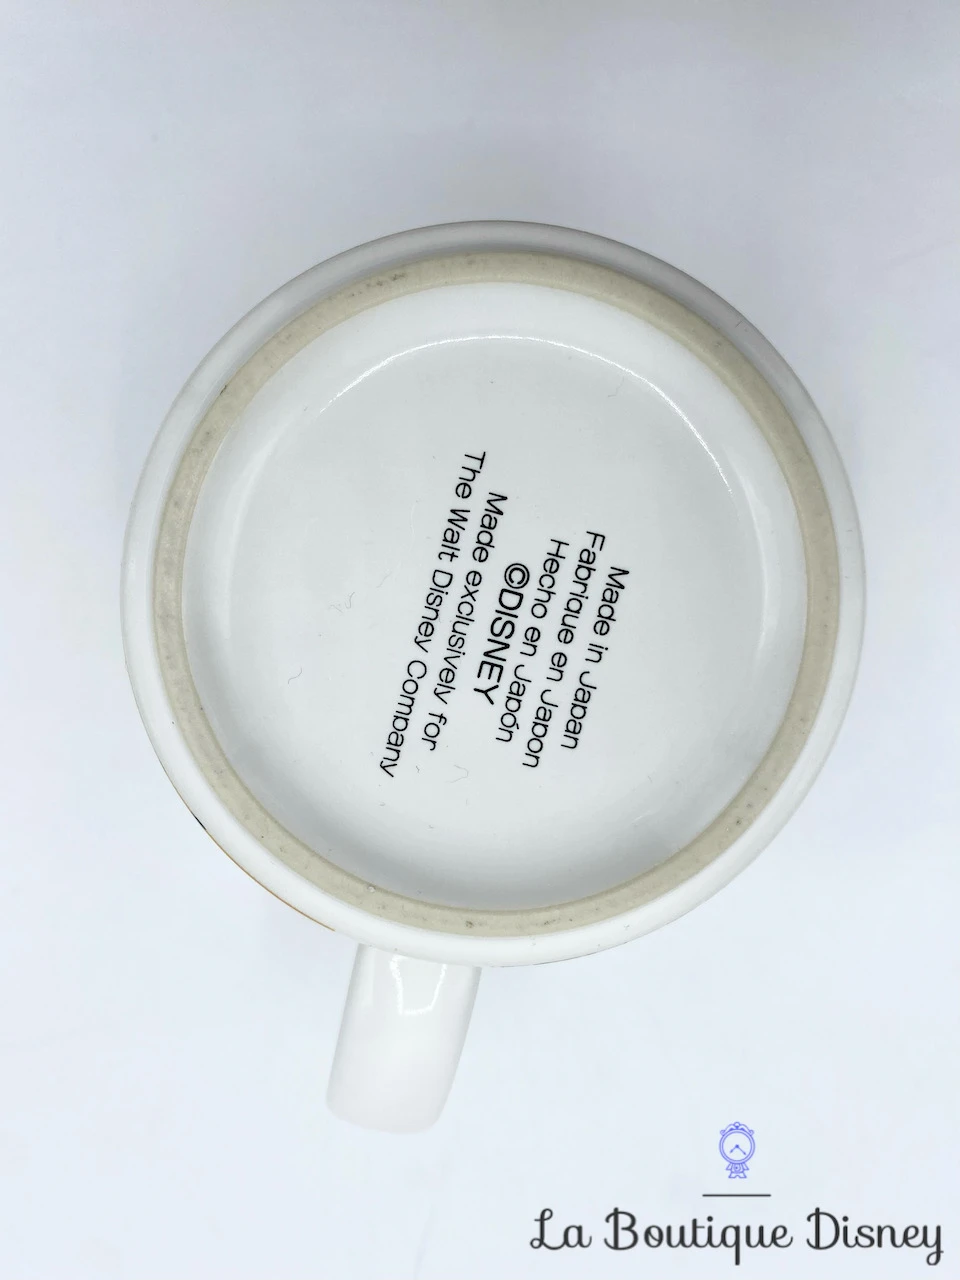 Made in Japan
Fabrique en Japon
Hecho en Japón
©DISNEY
Made exclusively for
The Walt Disney Company
La Boutique Disney